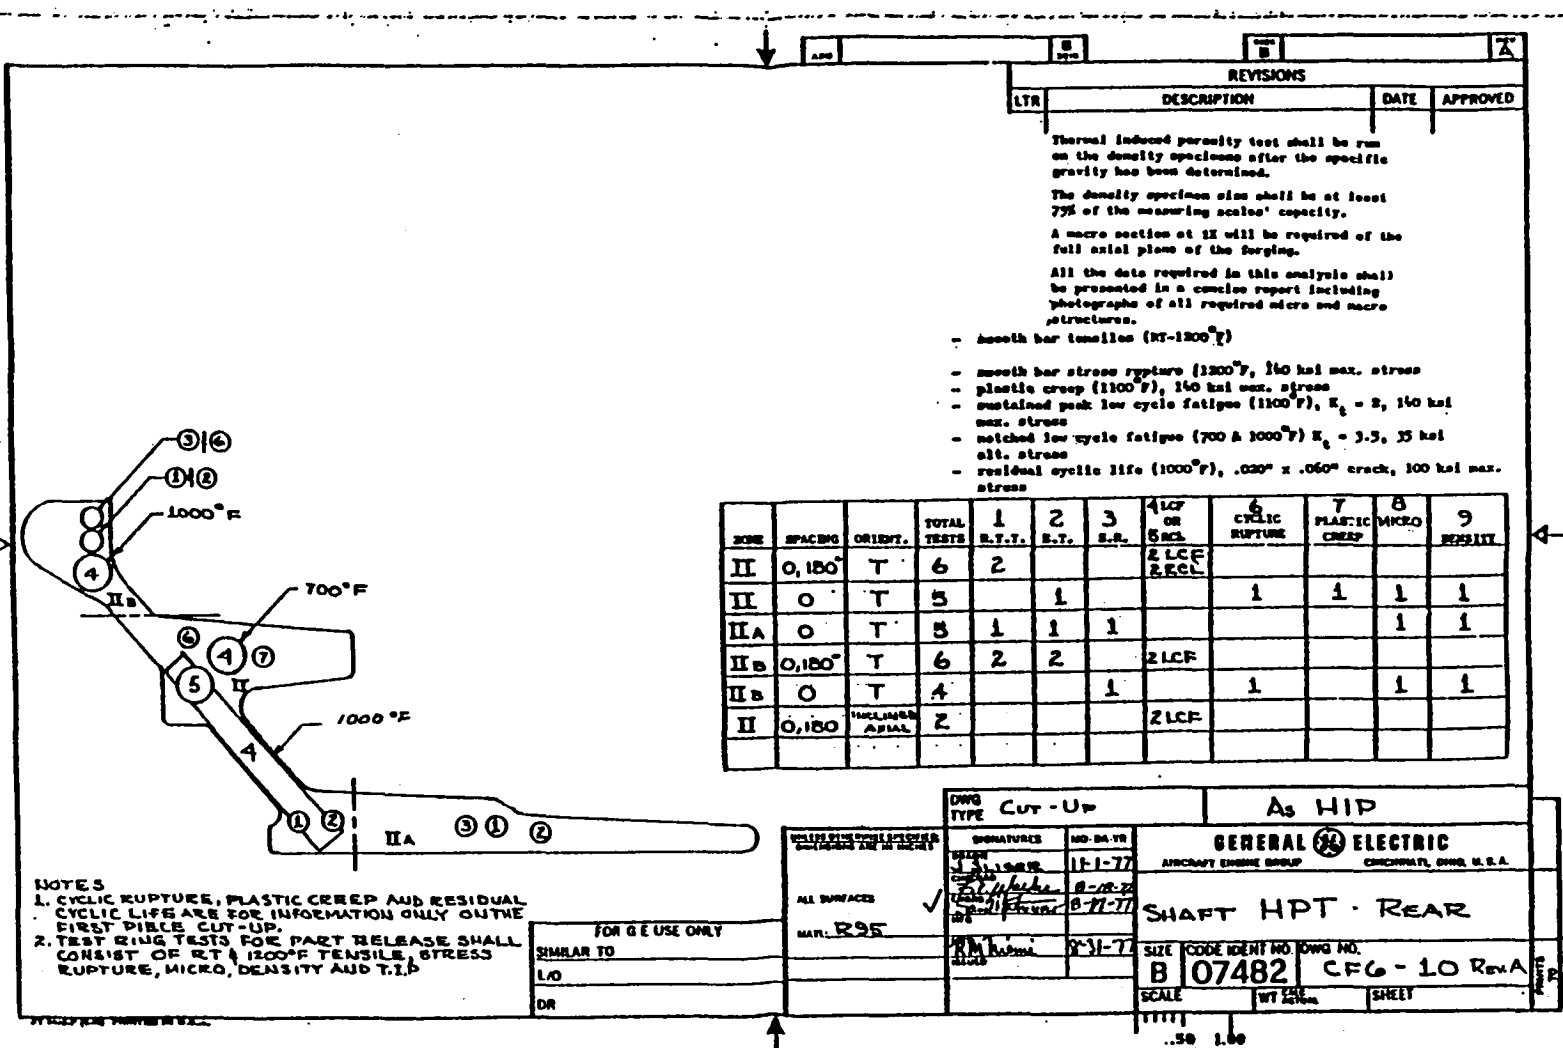 REV
A
REVISIONS
LTR DESCRIPTION DATE APPROVED
Thermal induced porosity test shall be run
on the density specimens after the specific
gravity has been determined.
The density specimen size shall be at least
75% of the measuring scales' capacity.
A macro section at 1X will be required of the
full axial plane of the forging.
All the data required in this analysis shall
be presented in a concise report including
photographs of all required micro and macro
structures.
- smooth bar tensiles (RT-1200°F)
- smooth bar stress rupture (1200°F, 140 ksi max. stress
- plastic creep (1100°F), 140 ksi max. stress
- sustained peak low cycle fatigue (1100°F), Kt = 2, 140 ksi
max. stress
- notched low cycle fatigue (700 & 1000°F) Kt = 3.5, 35 ksi
alt. stress
- residual cyclic life (1000°F), .020" x .060" crack, 100 ksi max.
stress
③|⑥
①|②
1000°F
4
IIB
700°F
⑥ 4 ⑦
5
II
1000°F
4
① ②
IIA
③ ① ②
ZONE SPACING ORIENT. TOTAL TESTS 1 R.T.T. 2 E.T. 3 S.R. 4 LCF OR 5 RCL 6 CYCLIC RUPTURE 7 PLASTIC CREEP 8 MICRO 9 DENSITY
II 0,180° T 6 2 2 LCF 2 RCL
II 0 T 5 1 1 1 1 1
IIA 0 T 5 1 1 1 1 1
IIB 0,180° T 6 2 2 2 LCF
IIB 0 T 4 1 1 1 1
II 0,180 INCLINED AXIAL 2 2 LCF
NOTES
1. CYCLIC RUPTURE, PLASTIC CREEP AND RESIDUAL
CYCLIC LIFE ARE FOR INFORMATION ONLY ON THE
FIRST PIECE CUT-UP.
2. TEST RING TESTS FOR PART RELEASE SHALL
CONSIST OF RT & 1200°F TENSILE, STRESS
RUPTURE, MICRO, DENSITY AND T.I.P
FOR G E USE ONLY
SIMILAR TO
L/O
DR
UNLESS OTHERWISE SPECIFIED
DIMENSIONS ARE IN INCHES
ALL SURFACES
MATL: R95
DWG TYPE CUT-UP
As HIP
SIGNATURES MO-DA-YR
11-1-77
8-31-77
ISSUED
GENERAL GE ELECTRIC
AIRCRAFT ENGINE GROUP CINCINNATI, OHIO, U.S.A.
SHAFT HPT - REAR
SIZE CODE IDENT NO. DWG NO.
B 07482 CF6-10 Rev.A
SCALE WT SHEET
.50 1.00